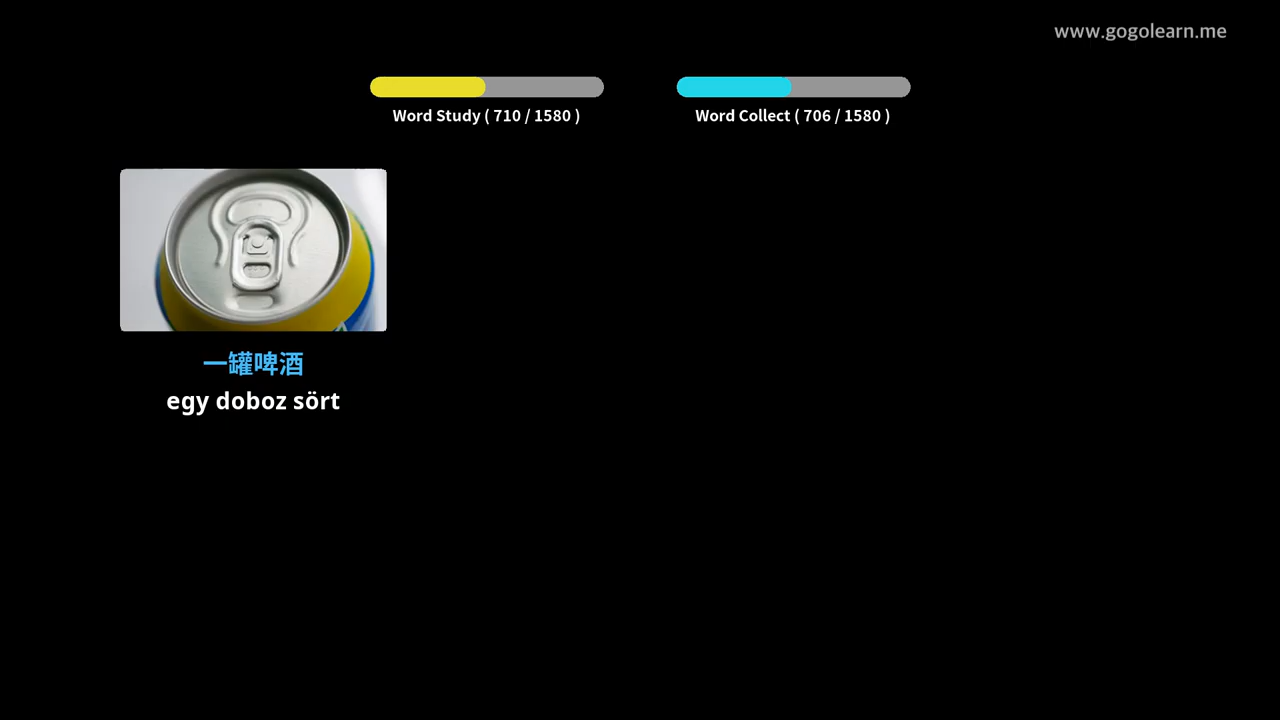 www.gogolearn.me
Word Study ( 710 / 1580 )
Word Collect ( 706 / 1580 )
一罐啤酒
egy doboz sört